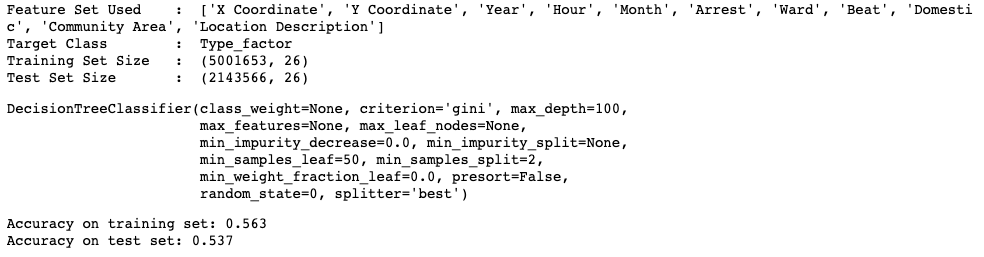 Feature Set Used    :  ['X Coordinate', 'Y Coordinate', 'Year', 'Hour', 'Month', 'Arrest', 'Ward', 'Beat', 'Domesti
c', 'Community Area', 'Location Description']
Target Class        :  Type_factor
Training Set Size   :  (5001653, 26)
Test Set Size       :  (2143566, 26)
DecisionTreeClassifier(class_weight=None, criterion='gini', max_depth=100,
                       max_features=None, max_leaf_nodes=None,
                       min_impurity_decrease=0.0, min_impurity_split=None,
                       min_samples_leaf=50, min_samples_split=2,
                       min_weight_fraction_leaf=0.0, presort=False,
                       random_state=0, splitter='best')
Accuracy on training set: 0.563
Accuracy on test set: 0.537